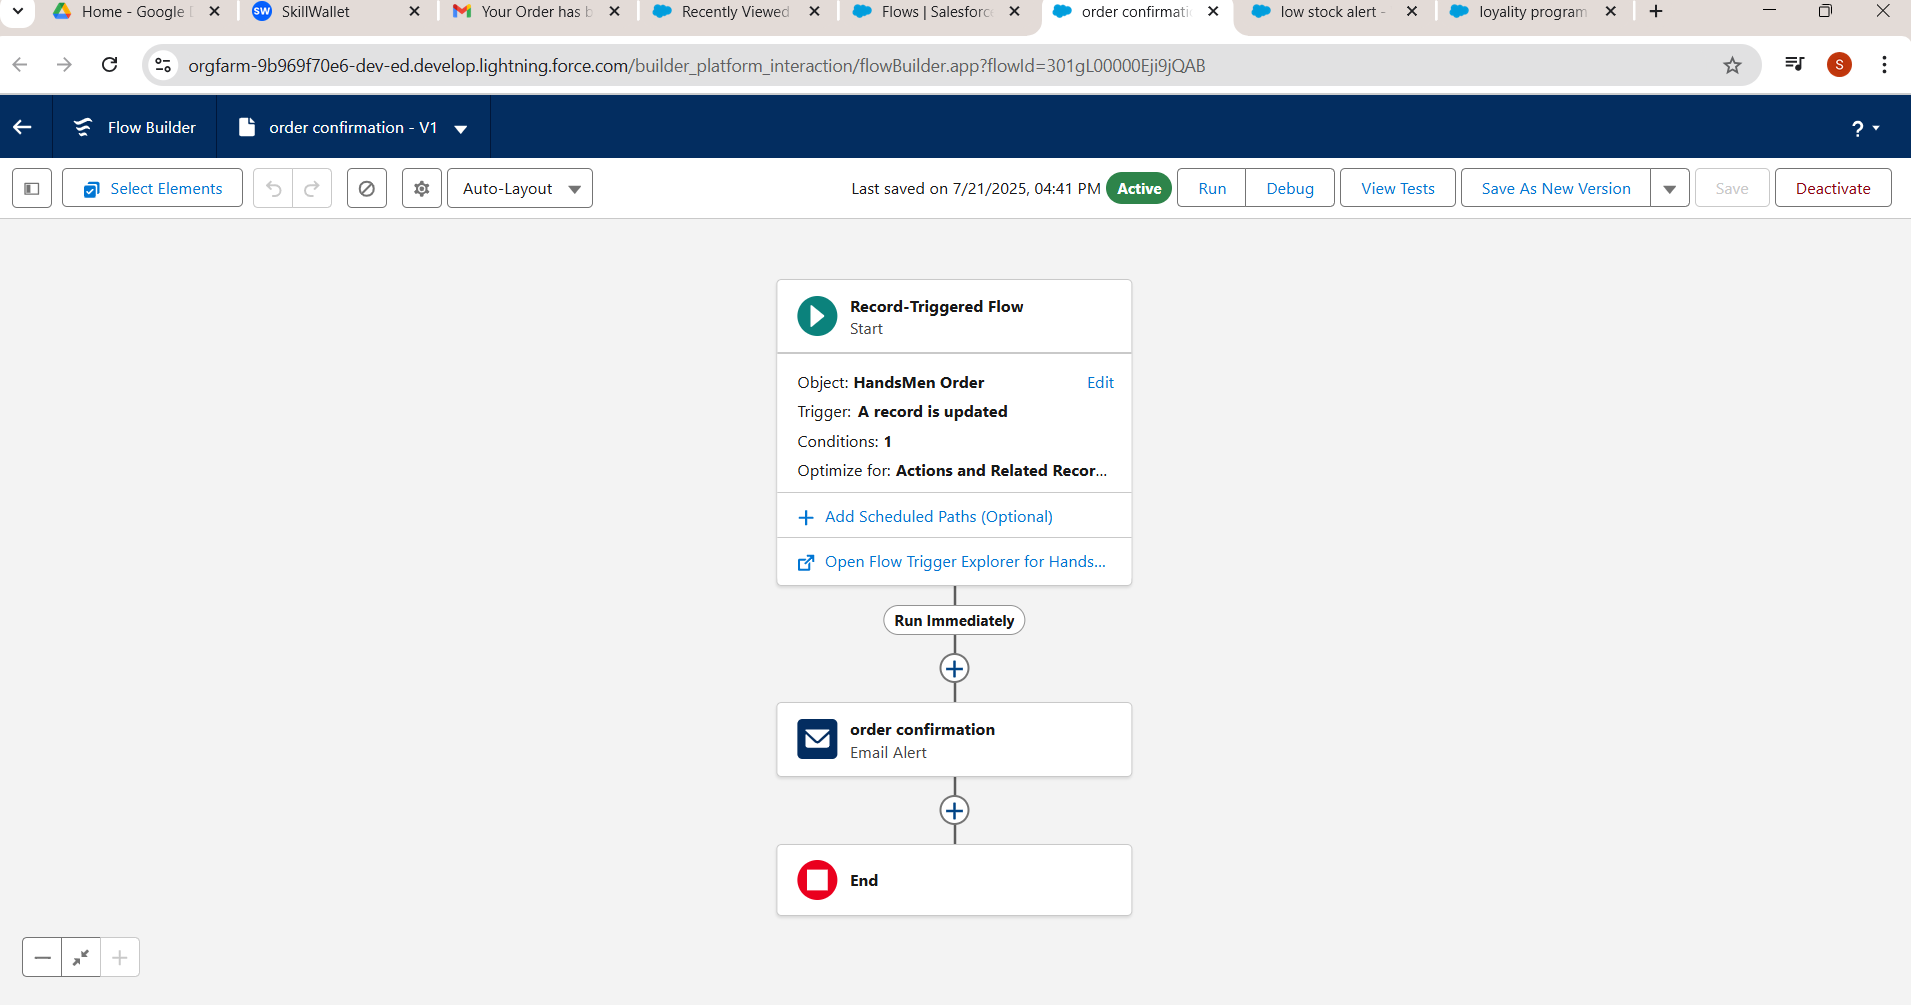 Home - Google
SkillWallet
Your Order has b
Recently Viewed
Flows | Salesforc
order confirmati
low stock alert -
loyality program
orgfarm-9b969f70e6-dev-ed.develop.lightning.force.com/builder_platform_interaction/flowBuilder.app?flowId=301gL00000Eji9jQAB
S
Flow Builder
order confirmation - V1
?
Select Elements
Auto-Layout
Last saved on 7/21/2025, 04:41 PM
Active
Run
Debug
View Tests
Save As New Version
Save
Deactivate
Record-Triggered Flow
Start
Object: HandsMen Order
Edit
Trigger: A record is updated
Conditions: 1
Optimize for: Actions and Related Recor...
Add Scheduled Paths (Optional)
Open Flow Trigger Explorer for Hands...
Run Immediately
order confirmation
Email Alert
End